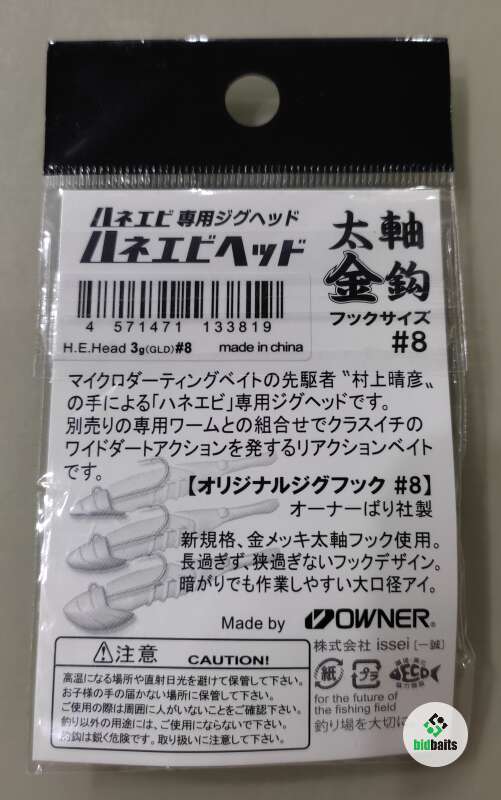 ハネエビ 専用ジグヘッド
ハネエビヘッド
太軸
金鈎
フックサイズ
#8
4 571471 133819
H.E.Head 3g(GLD)#8 made in china
マイクロダーティングベイトの先駆者〝村上晴彦〟
の手による「ハネエビ」専用ジグヘッドです。
別売りの専用ワームとの組合せでクラスイチの
ワイドダートアクションを発するリアクションベイト
です。
【オリジナルジグフック #8】
オーナーばり社製
新規格、金メッキ太軸フック使用。
長過ぎず、狭過ぎないフックデザイン。
暗がりでも作業しやすい大口径アイ。
Made by OWNER®
株式会社 issei [一誠]
注意 CAUTION!
高温になる場所や直射日光を避けて保管して下さい。
お子様の手の届かない場所に保管して下さい。
ご使用の際は周囲に人がいないことをご確認下さい。
釣り以外の用途には、ご使用にならないで下さい。
鈎は鋭く危険です。取り扱いに注意して下さい。
紙 プラ ECO
for the future of
the fishing field
釣り場を大切に
bidbaits